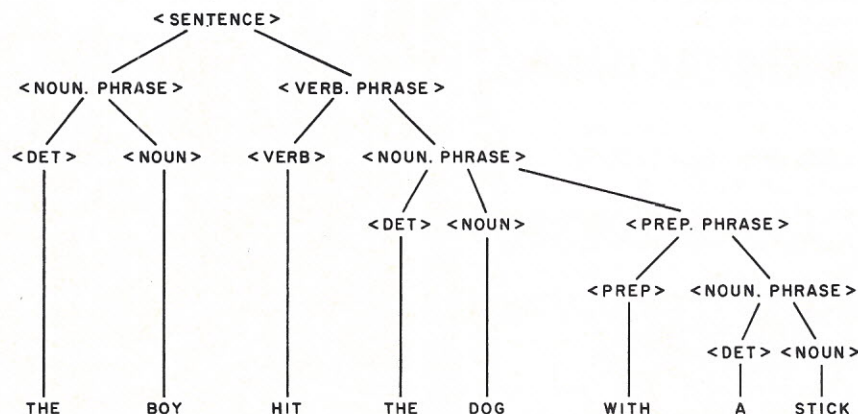 <SENTENCE>
<NOUN. PHRASE> <VERB. PHRASE>
<DET> <NOUN> <VERB> <NOUN. PHRASE>
<DET> <NOUN> <PREP. PHRASE>
<PREP> <NOUN. PHRASE>
<DET> <NOUN>
THE BOY HIT THE DOG WITH A STICK